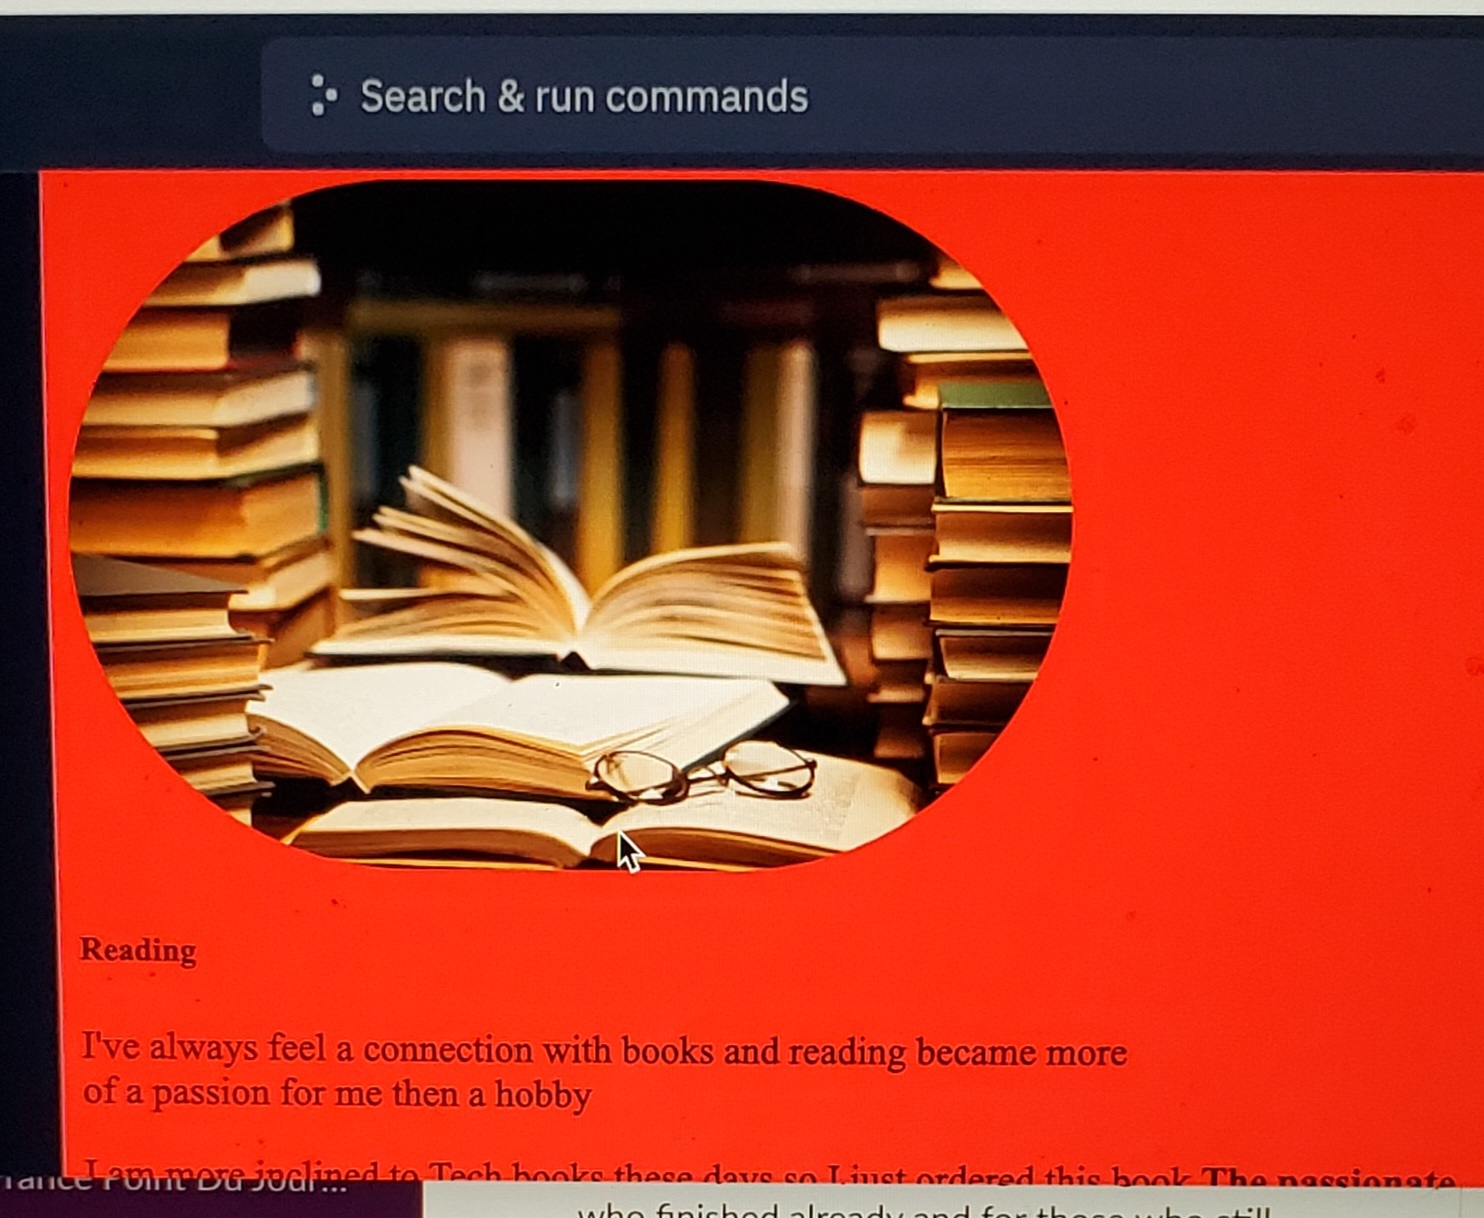 Search & run commands
Reading
I've always feel a connection with books and reading became more
of a passion for me then a hobby
I am more inclined to Tech books these days so I just ordered this book The passionate
rance Point Du Jour...
who finished already and for those who still